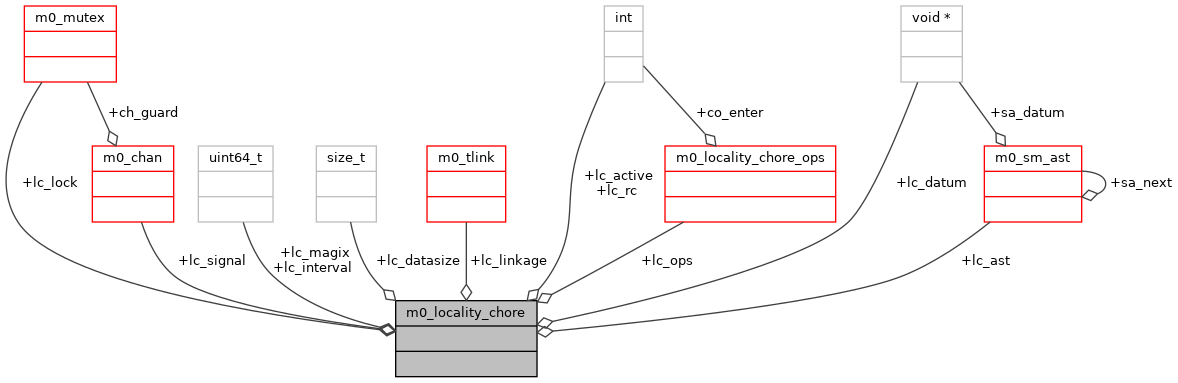 m0_mutex
int
void *
+ch_guard
+co_enter
+sa_datum
m0_chan
uint64_t
size_t
m0_tlink
m0_locality_chore_ops
m0_sm_ast
+lc_lock
+lc_active
+lc_rc
+lc_datum
+sa_next
+lc_signal
+lc_magix
+lc_interval
+lc_datasize
+lc_linkage
+lc_ops
+lc_ast
m0_locality_chore